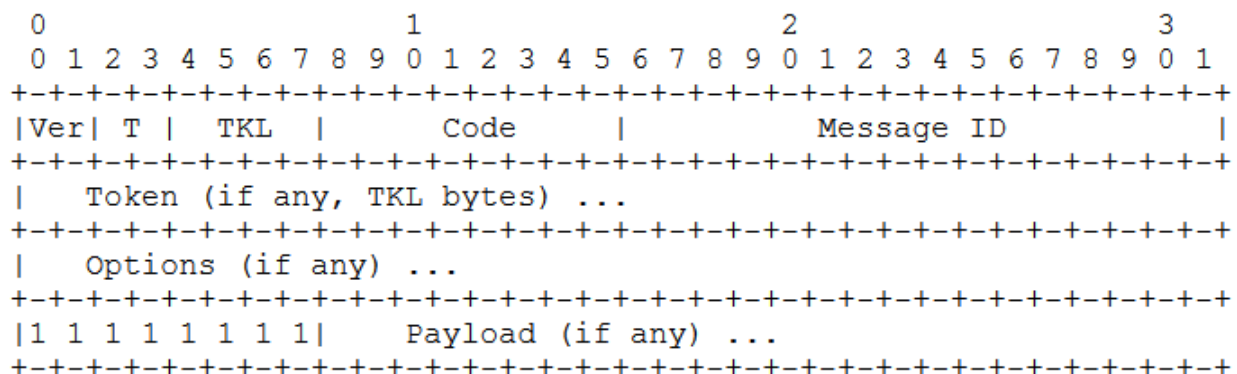 0                   1                   2                   3
 0 1 2 3 4 5 6 7 8 9 0 1 2 3 4 5 6 7 8 9 0 1 2 3 4 5 6 7 8 9 0 1
+-+-+-+-+-+-+-+-+-+-+-+-+-+-+-+-+-+-+-+-+-+-+-+-+-+-+-+-+-+-+-+-+
|Ver| T |  TKL  |      Code     |          Message ID           |
+-+-+-+-+-+-+-+-+-+-+-+-+-+-+-+-+-+-+-+-+-+-+-+-+-+-+-+-+-+-+-+-+
|   Token (if any, TKL bytes) ...
+-+-+-+-+-+-+-+-+-+-+-+-+-+-+-+-+-+-+-+-+-+-+-+-+-+-+-+-+-+-+-+-+
|   Options (if any) ...
+-+-+-+-+-+-+-+-+-+-+-+-+-+-+-+-+-+-+-+-+-+-+-+-+-+-+-+-+-+-+-+-+
|1 1 1 1 1 1 1 1|    Payload (if any) ...
+-+-+-+-+-+-+-+-+-+-+-+-+-+-+-+-+-+-+-+-+-+-+-+-+-+-+-+-+-+-+-+-+